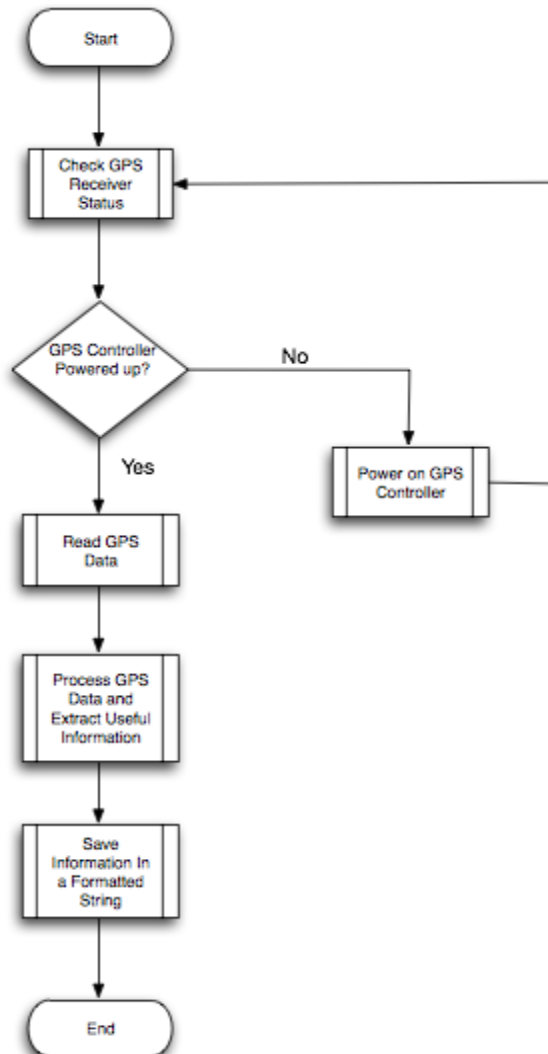 Start
Check GPS
Receiver
Status
GPS Controller
Powered up?
No
Yes
Power on GPS
Controller
Read GPS
Data
Process GPS
Data and
Extract Useful
Information
Save
Information In
a Formatted
String
End